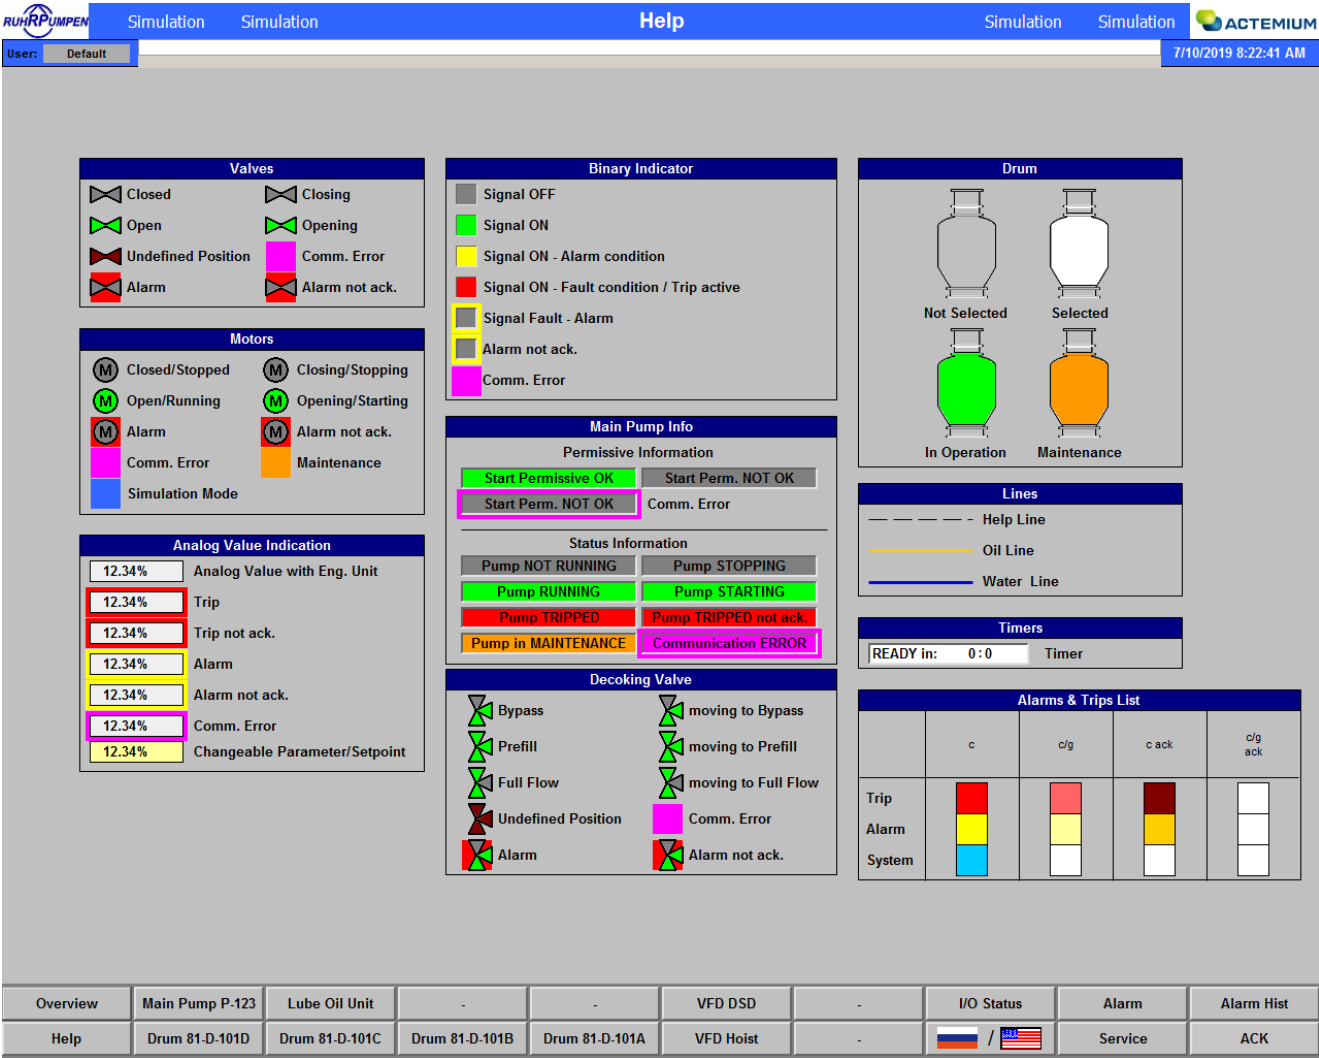 RUHRPUMPEN Simulation Simulation Help Simulation Simulation ACTEMIUM
User: Default 7/10/2019 8:22:41 AM
Valves
Closed Closing
Open Opening
Undefined Position Comm. Error
Alarm Alarm not ack.
Motors
M Closed/Stopped M Closing/Stopping
M Open/Running M Opening/Starting
M Alarm M Alarm not ack.
Comm. Error Maintenance
Simulation Mode
Analog Value Indication
12.34% Analog Value with Eng. Unit
12.34% Trip
12.34% Trip not ack.
12.34% Alarm
12.34% Alarm not ack.
12.34% Comm. Error
12.34% Changeable Parameter/Setpoint
Binary Indicator
Signal OFF
Signal ON
Signal ON - Alarm condition
Signal ON - Fault condition / Trip active
Signal Fault - Alarm
Alarm not ack.
Comm. Error
Main Pump Info
Permissive Information
Start Permissive OK Start Perm. NOT OK
Start Perm. NOT OK Comm. Error
Status Information
Pump NOT RUNNING Pump STOPPING
Pump RUNNING Pump STARTING
Pump TRIPPED Pump TRIPPED not ack.
Pump in MAINTENANCE Communication ERROR
Decoking Valve
Bypass moving to Bypass
Prefill moving to Prefill
Full Flow moving to Full Flow
Undefined Position Comm. Error
Alarm Alarm not ack.
Drum
Not Selected Selected
In Operation Maintenance
Lines
Help Line
Oil Line
Water Line
Timers
READY in: 0:0 Timer
Alarms & Trips List
c c/g c ack c/g
ack
Trip
Alarm
System
Overview Main Pump P-123 Lube Oil Unit - - VFD DSD - I/O Status Alarm Alarm Hist
Help Drum 81-D-101D Drum 81-D-101C Drum 81-D-101B Drum 81-D-101A VFD Hoist - / Service ACK